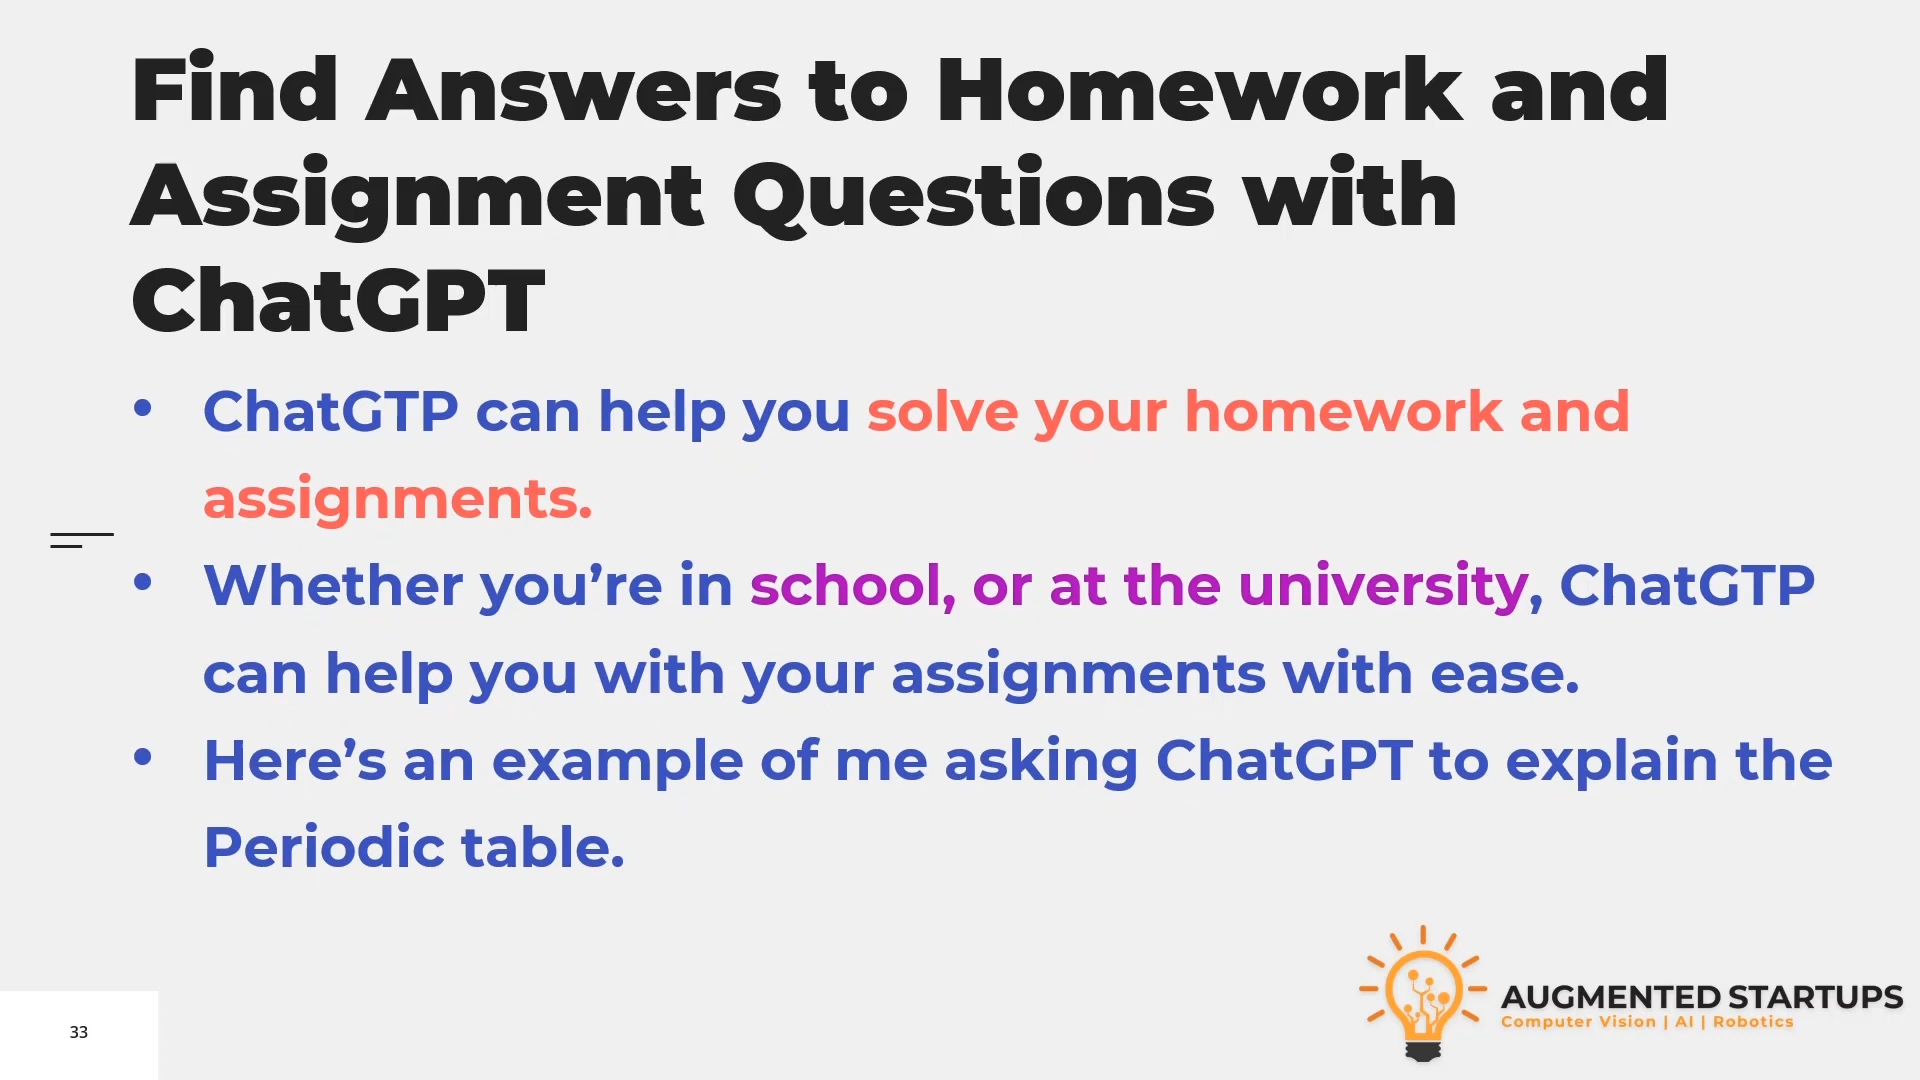 Find Answers to Homework and
Assignment Questions with
ChatGPT
• ChatGTP can help you solve your homework and
assignments.
• Whether you’re in school, or at the university, ChatGTP
can help you with your assignments with ease.
• Here’s an example of me asking ChatGPT to explain the
Periodic table.
33
AUGMENTED STARTUPS
Computer Vision | AI | Robotics